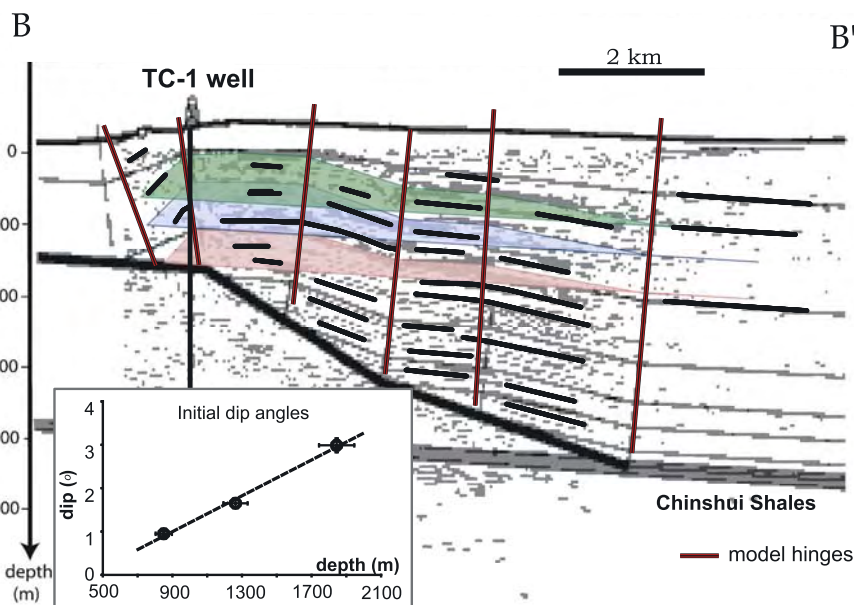 B
B'
2 km
TC-1 well
0
00
00
00
00
00
depth
(m)
Initial dip angles
4
3
2
1
0
dip (o)
depth (m)
500 900 1300 1700 2100
Chinshui Shales
model hinges